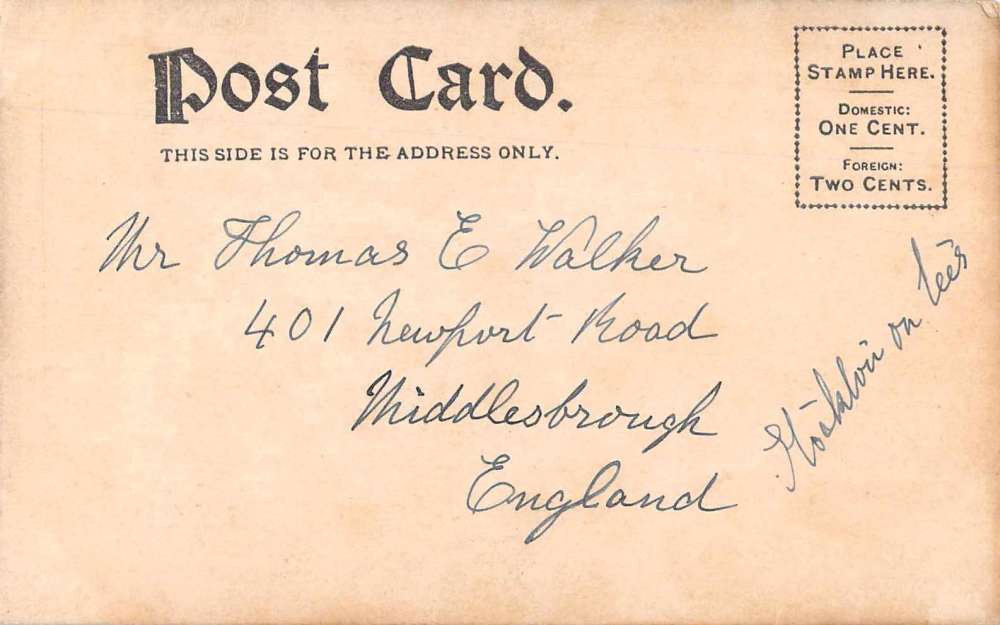 Post Card.
THIS SIDE IS FOR THE ADDRESS ONLY.
PLACE
STAMP HERE.
DOMESTIC:
ONE CENT.
FOREIGN:
TWO CENTS.
Mr Thomas E Walker
401 Newport Road
Middlesbrough
England
on tees